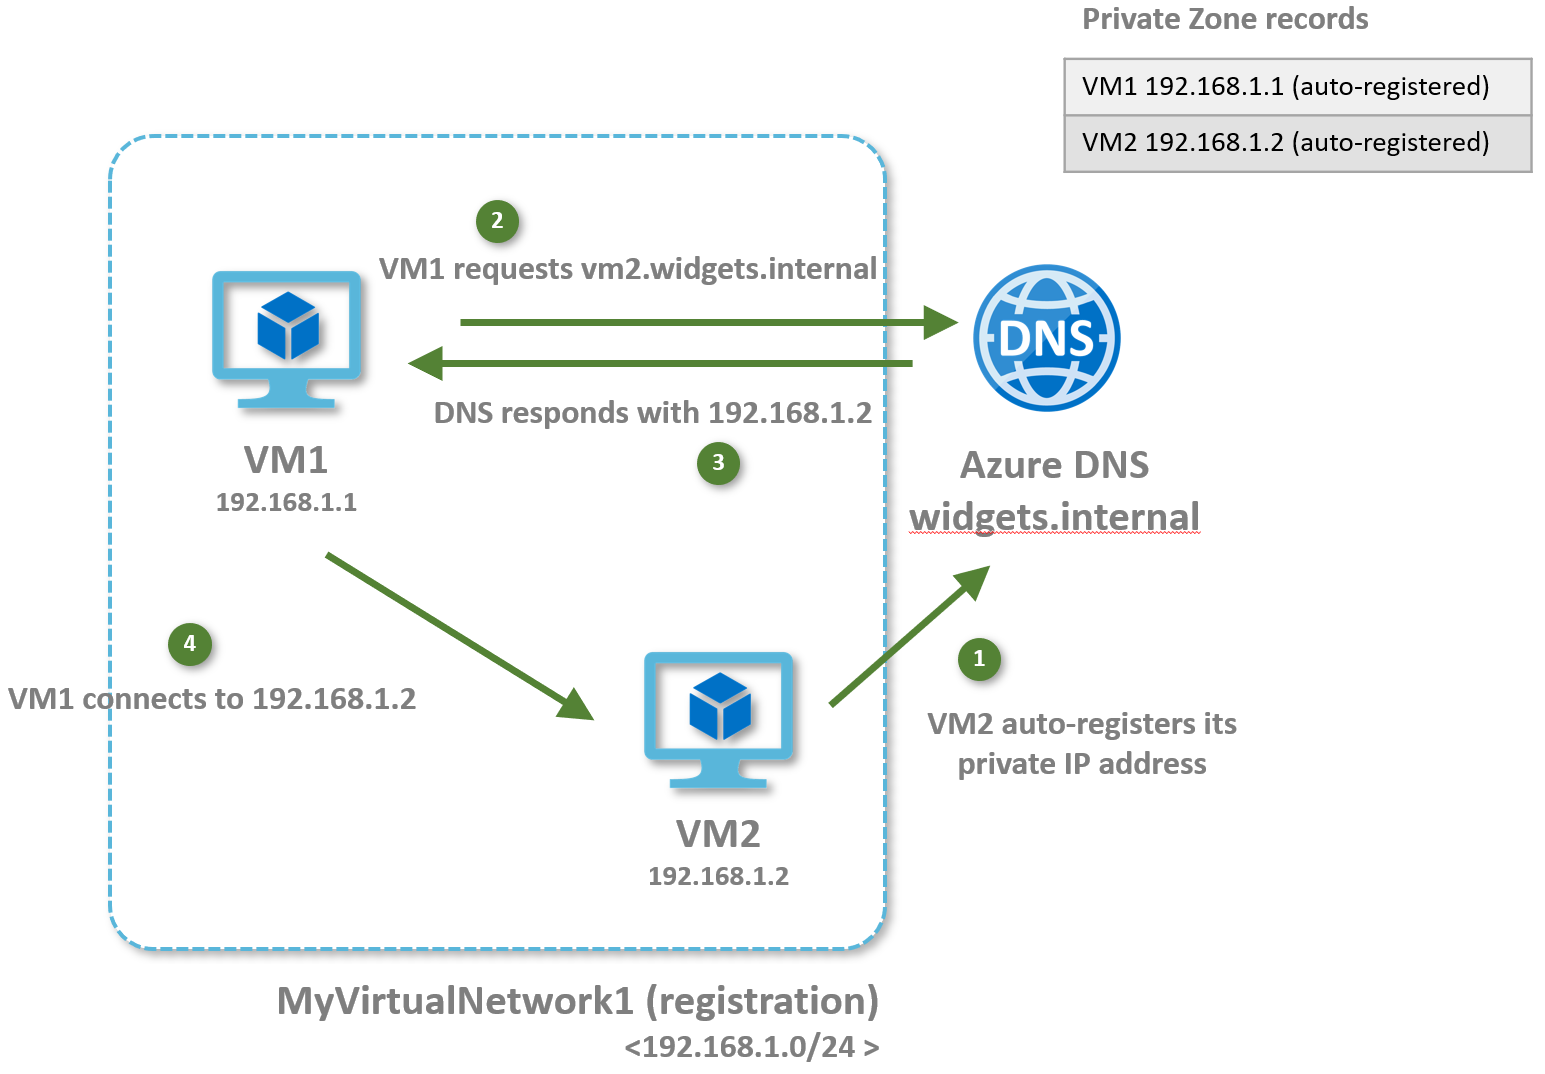 Private Zone records
VM1 192.168.1.1 (auto-registered)
VM2 192.168.1.2 (auto-registered)
2
VM1 requests vm2.widgets.internal
DNS
DNS responds with 192.168.1.2
3
VM1
192.168.1.1
Azure DNS
widgets.internal
4
VM1 connects to 192.168.1.2
1
VM2 auto-registers its
private IP address
VM2
192.168.1.2
MyVirtualNetwork1 (registration)
<192.168.1.0/24 >